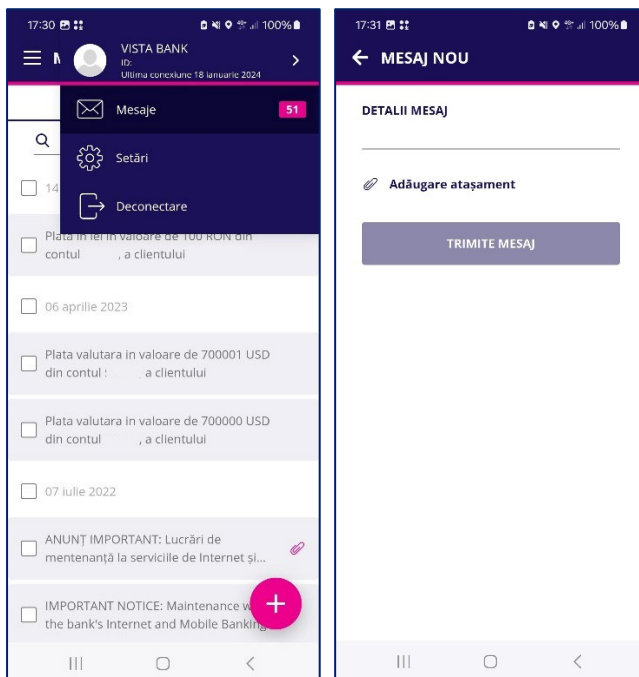 17:30
100%
M
VISTA BANK
ID:
Ultima conexiune 18 ianuarie 2024
Mesaje
51
Setări
Deconectare
14
Plata in lei in valoare de 100 RON din
contul , a clientului
06 aprilie 2023
Plata valutara in valoare de 700001 USD
din contul : a clientului
Plata valutara in valoare de 700000 USD
din contul , a clientului
07 iulie 2022
ANUNȚ IMPORTANT: Lucrări de
mentenanță la serviciile de Internet și...
IMPORTANT NOTICE: Maintenance w
the bank's Internet and Mobile Banking
17:31
100%
MESAJ NOU
DETALII MESAJ
Adăugare atașament
TRIMITE MESAJ